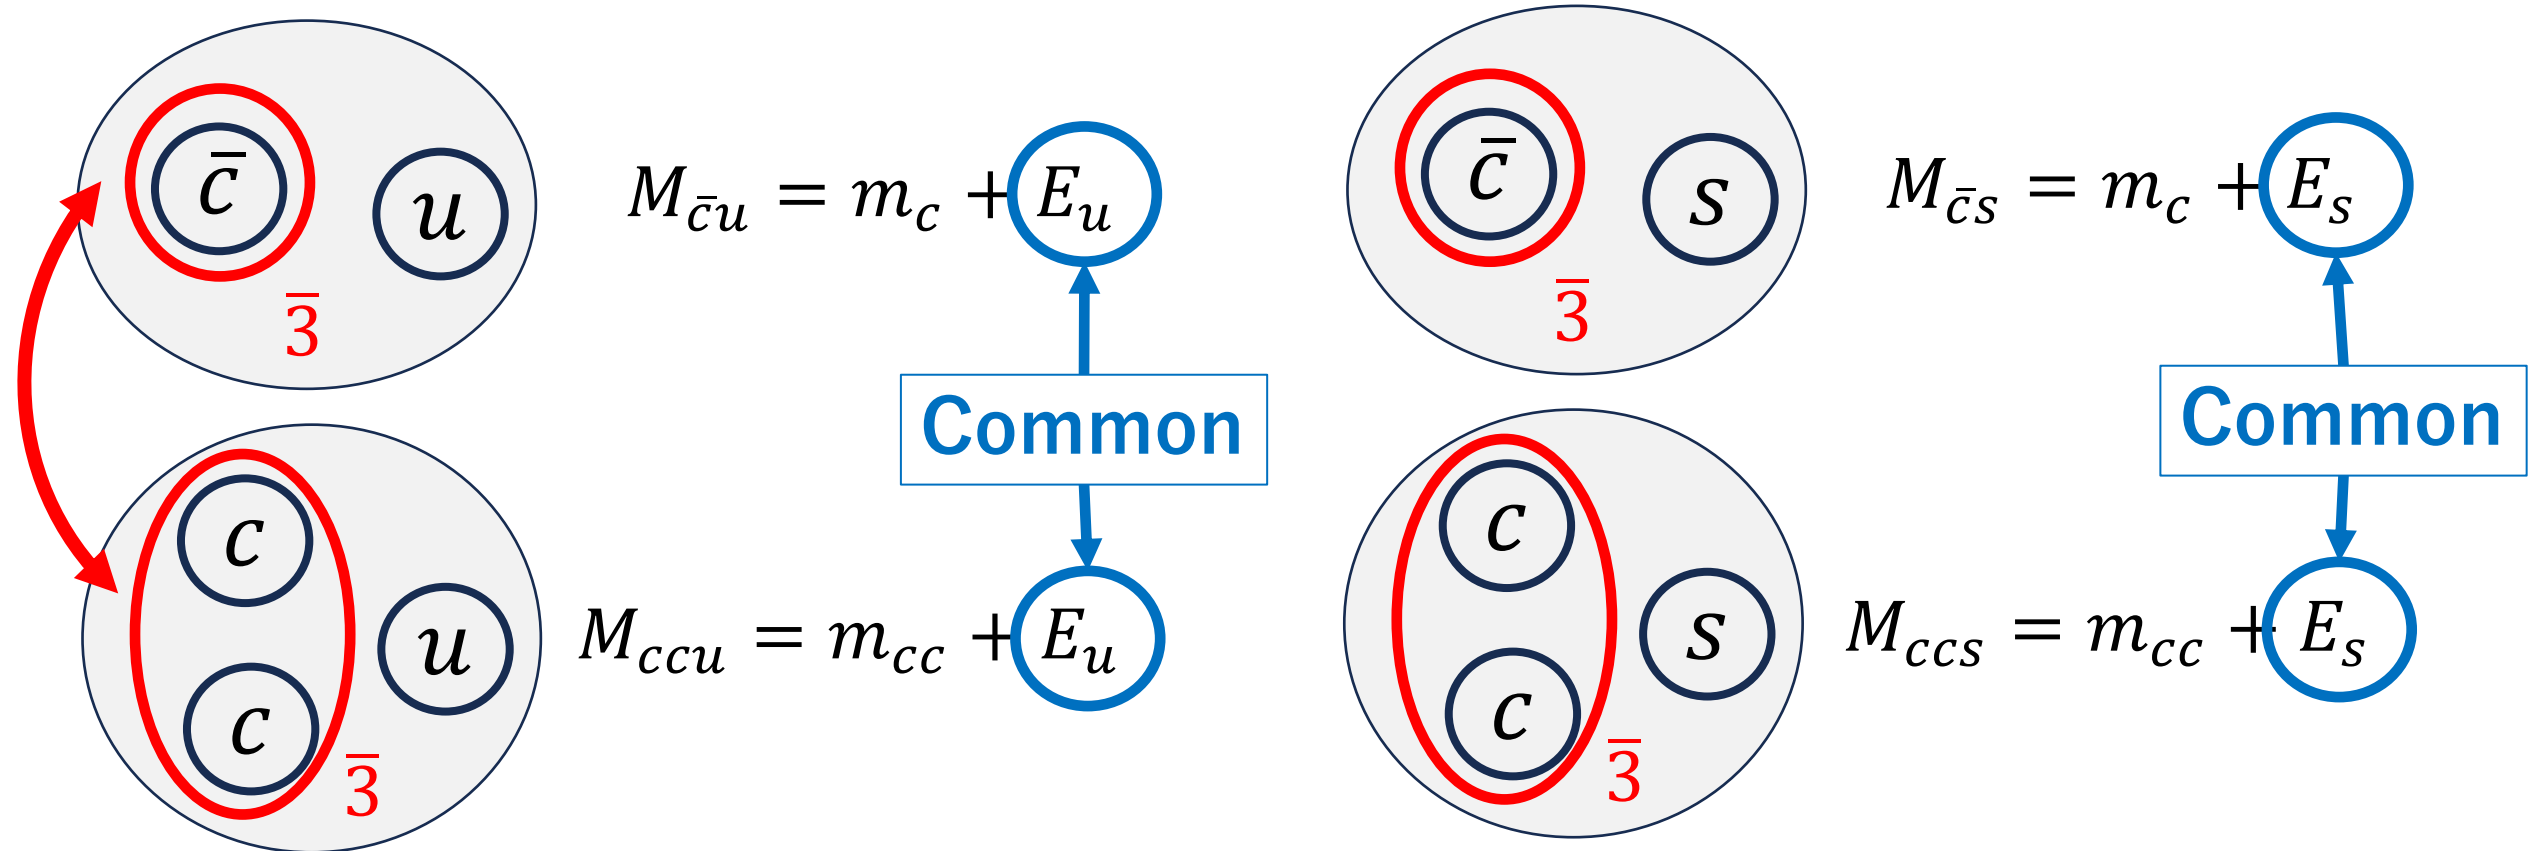 c̄ u
3̄
M_{c̄u} = m_c + E_u
Common
c c u
3̄
M_{ccu} = m_{cc} + E_u
c̄ s
3̄
M_{c̄s} = m_c + E_s
Common
c c s
3̄
M_{ccs} = m_{cc} + E_s